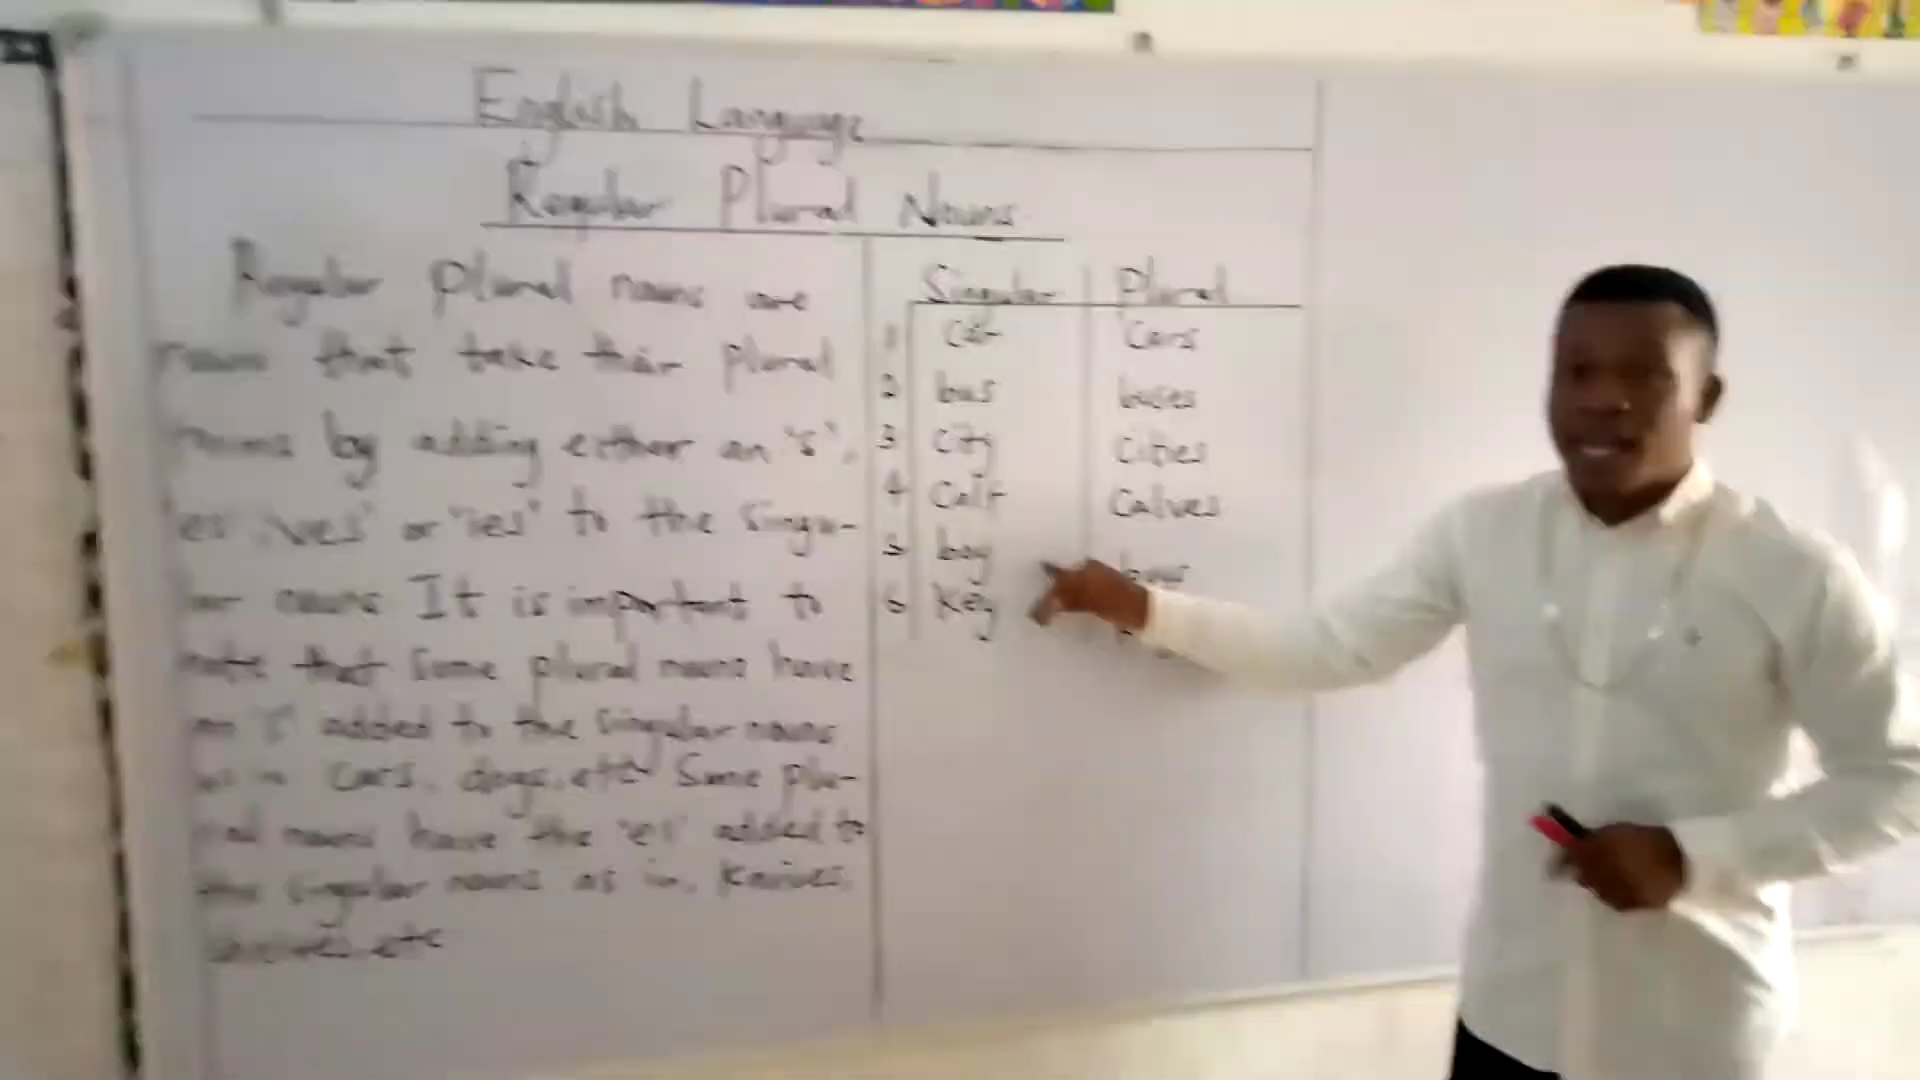 English Language
Regular Plural Nouns
Regular plural nouns are
noun that take their plural
forms by adding either an "s",
"es", "ves" or "ies" to the singu-
lar nouns It is important to
note that Some plural nouns have
an "s" added to the singular nouns
as in cars, dogs, etc Some plu-
ral nouns have the "es" added to
the singular nouns as in, Knives,
etc
Singular Plural
1 car cars
2 bus buses
3 city cities
4 Calf Calves
5 boy
6 Key